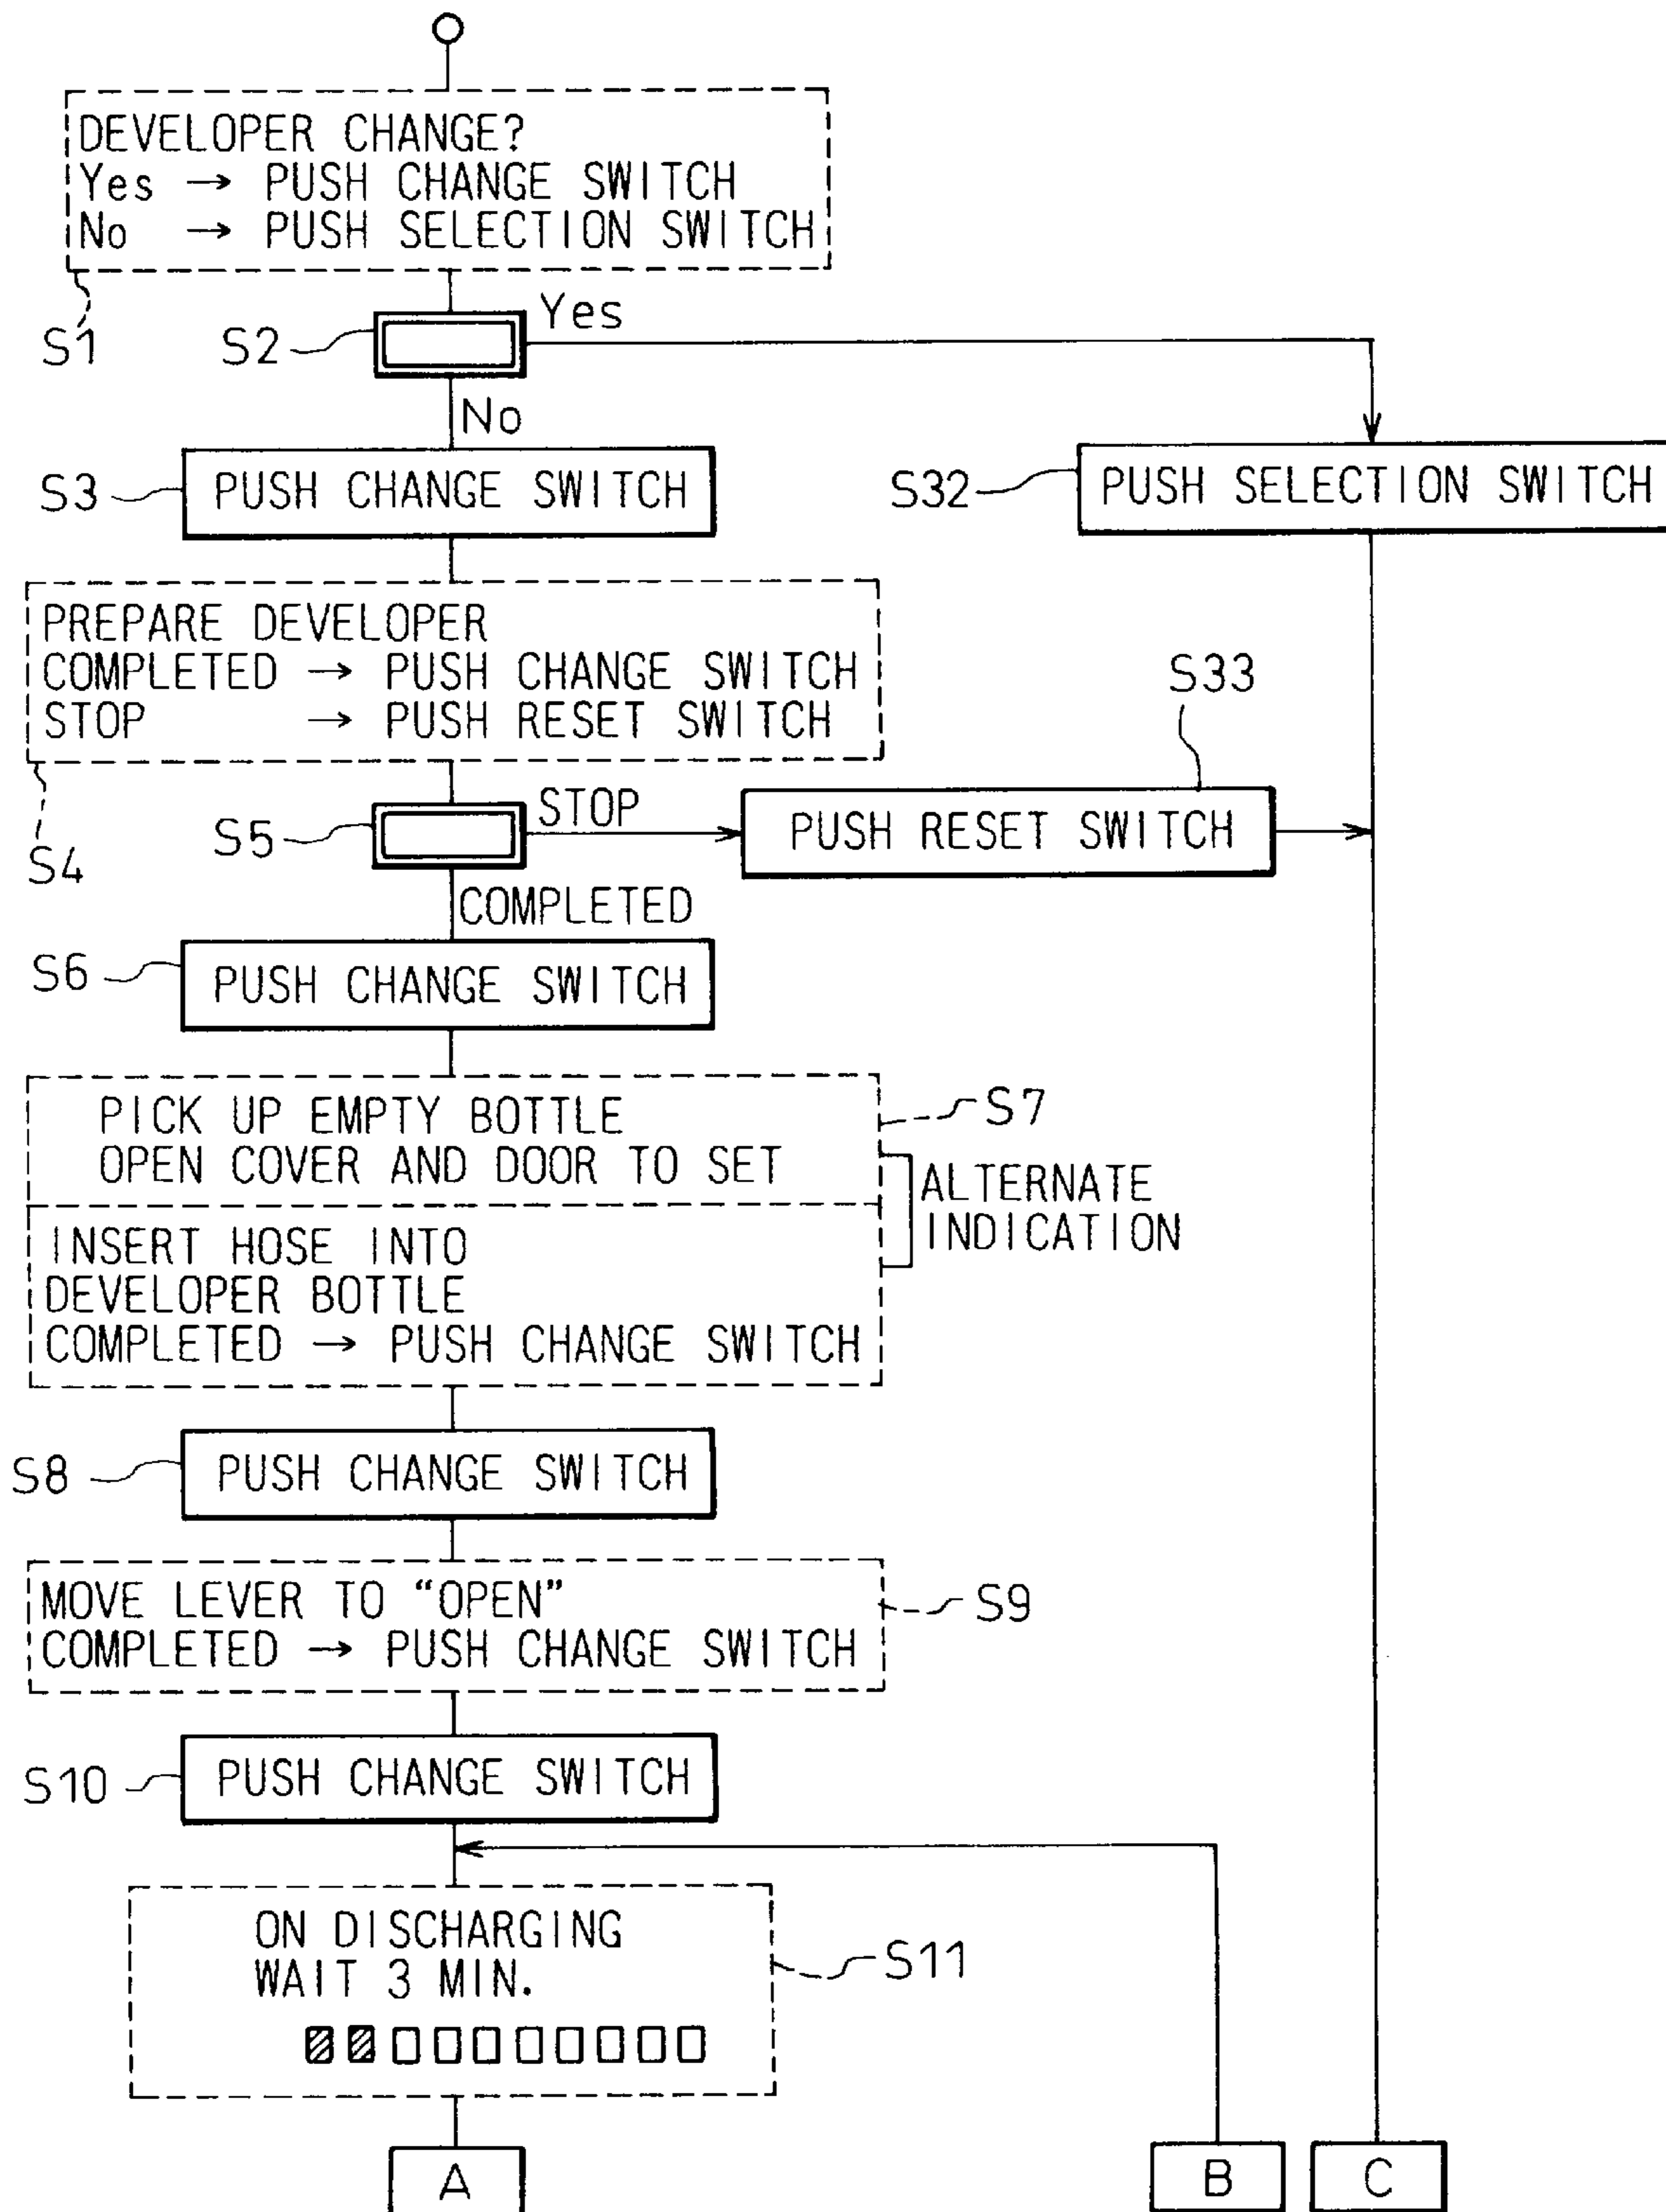 DEVELOPER CHANGE?
Yes → PUSH CHANGE SWITCH
No → PUSH SELECTION SWITCH
S1
S2
Yes
No
S3
PUSH CHANGE SWITCH
S32
PUSH SELECTION SWITCH
PREPARE DEVELOPER
COMPLETED → PUSH CHANGE SWITCH
STOP → PUSH RESET SWITCH
S33
S4
S5
STOP
PUSH RESET SWITCH
COMPLETED
S6
PUSH CHANGE SWITCH
PICK UP EMPTY BOTTLE
OPEN COVER AND DOOR TO SET
S7
ALTERNATE
INDICATION
INSERT HOSE INTO
DEVELOPER BOTTLE
COMPLETED → PUSH CHANGE SWITCH
S8
PUSH CHANGE SWITCH
MOVE LEVER TO “OPEN”
COMPLETED → PUSH CHANGE SWITCH
S9
S10
PUSH CHANGE SWITCH
ON DISCHARGING
WAIT 3 MIN.
S11
A
B
C